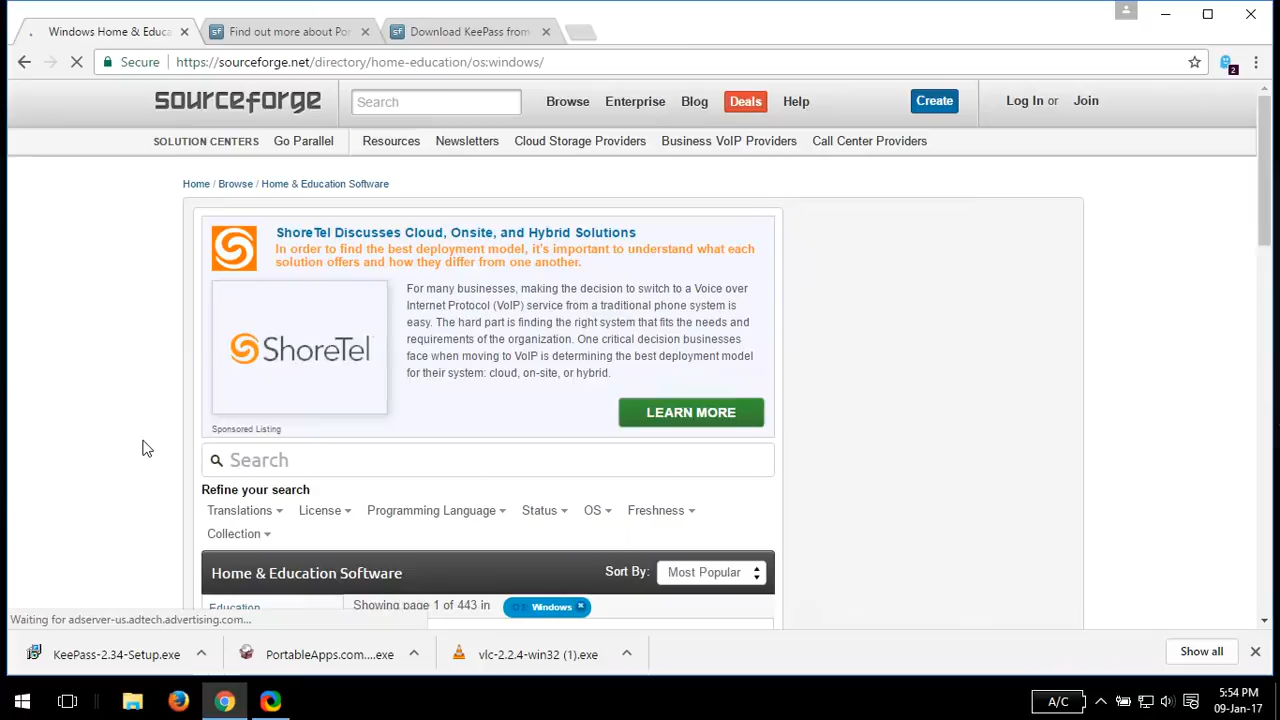 Windows Home & Educa
Find out more about Por
Download KeePass from
Secure https://sourceforge.net/directory/home-education/os:windows/
2
sourceforge
Search
Browse Enterprise Blog Deals Help
Create
Log In or Join
SOLUTION CENTERS Go Parallel Resources Newsletters Cloud Storage Providers Business VoIP Providers Call Center Providers
Home / Browse / Home & Education Software
ShoreTel Discusses Cloud, Onsite, and Hybrid Solutions
In order to find the best deployment model, it's important to understand what each
solution offers and how they differ from one another.
ShoreTel
For many businesses, making the decision to switch to a Voice over
Internet Protocol (VoIP) service from a traditional phone system is
easy. The hard part is finding the right system that fits the needs and
requirements of the organization. One critical decision businesses
face when moving to VoIP is determining the best deployment model
for their system: cloud, on-site, or hybrid.
LEARN MORE
Sponsored Listing
Search
Refine your search
Translations License Programming Language Status OS Freshness
Collection
Home & Education Software
Sort By: Most Popular
Education
Showing page 1 of 443 in
OS: Windows
Waiting for adserver-us.adtech.advertising.com...
KeePass-2.34-Setup.exe
PortableApps.com....exe
vlc-2.2.4-win32 (1).exe
Show all
A/C
5:54 PM
09-Jan-17